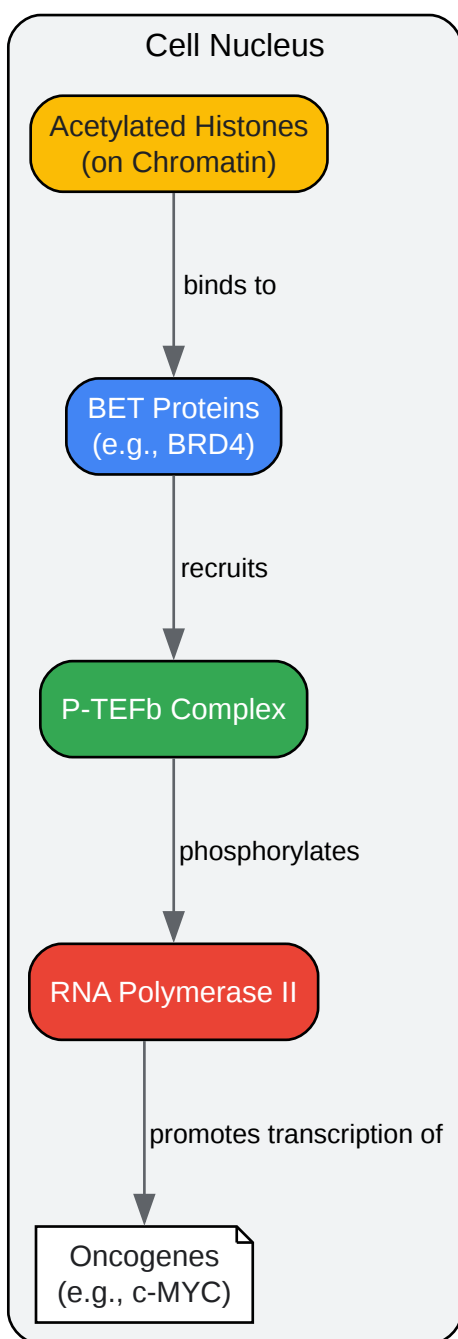 Cell Nucleus
Acetylated Histones
(on Chromatin)
binds to
BET Proteins
(e.g., BRD4)
recruits
P-TEFb Complex
phosphorylates
RNA Polymerase II
promotes transcription of
Oncogenes
(e.g., c-MYC)